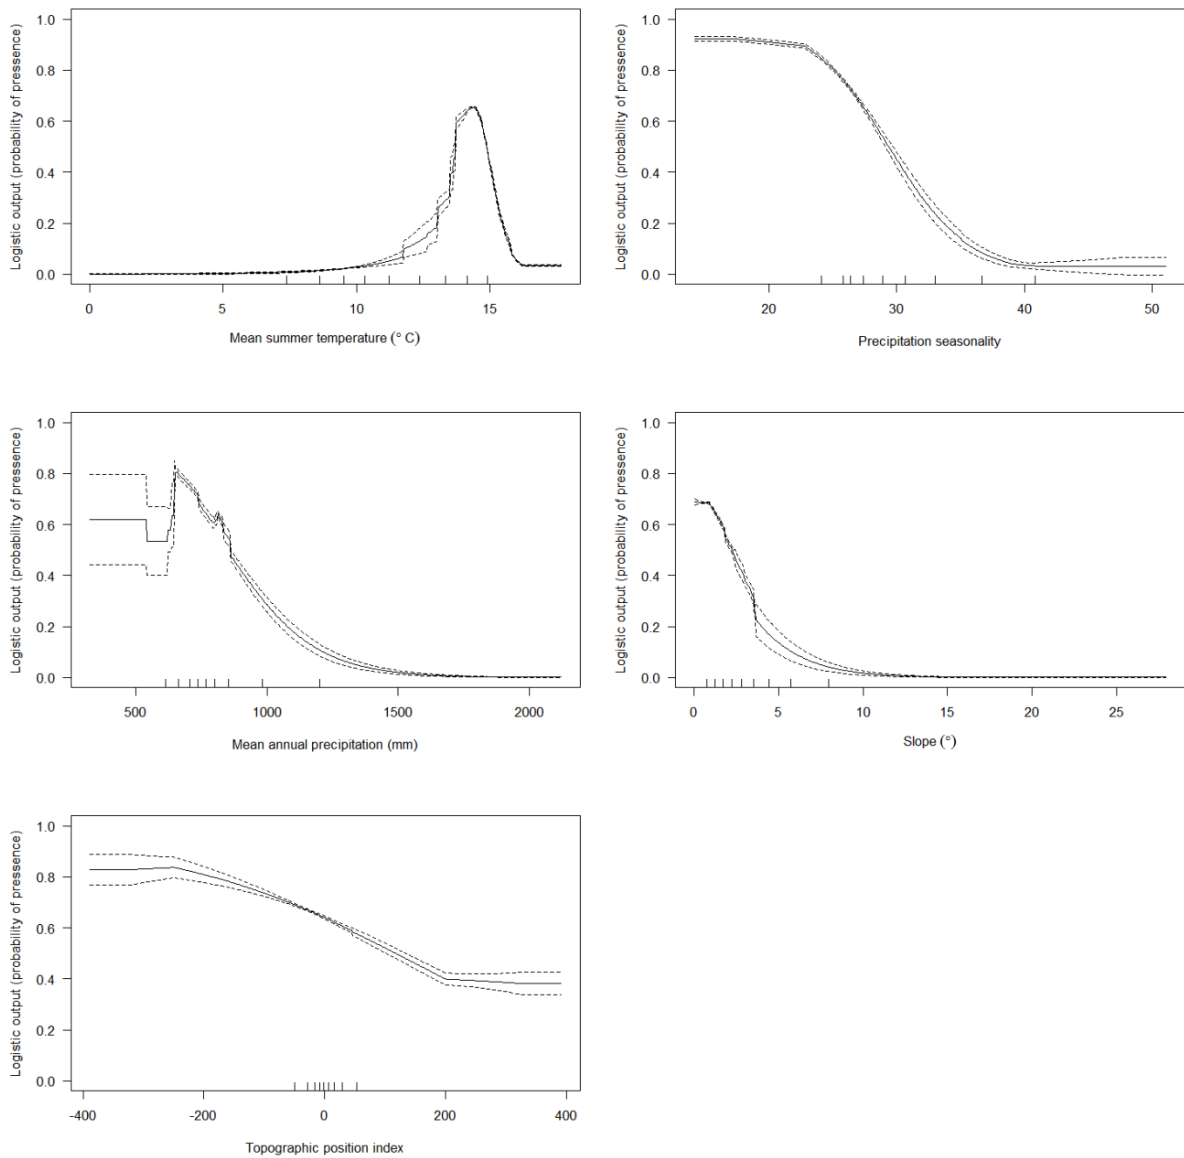 1.0
0.8
0.6
0.4
0.2
0.0
Logistic output (probability of pressence)
0 5 10 15
Mean summer temperature (° C)
1.0
0.8
0.6
0.4
0.2
0.0
Logistic output (probability of pressence)
20 30 40 50
Precipitation seasonality
1.0
0.8
0.6
0.4
0.2
0.0
Logistic output (probability of pressence)
500 1000 1500 2000
Mean annual precipitation (mm)
1.0
0.8
0.6
0.4
0.2
0.0
Logistic output (probability of pressence)
0 5 10 15 20 25
Slope (°)
1.0
0.8
0.6
0.4
0.2
0.0
Logistic output (probability of pressence)
-400 -200 0 200 400
Topographic position index